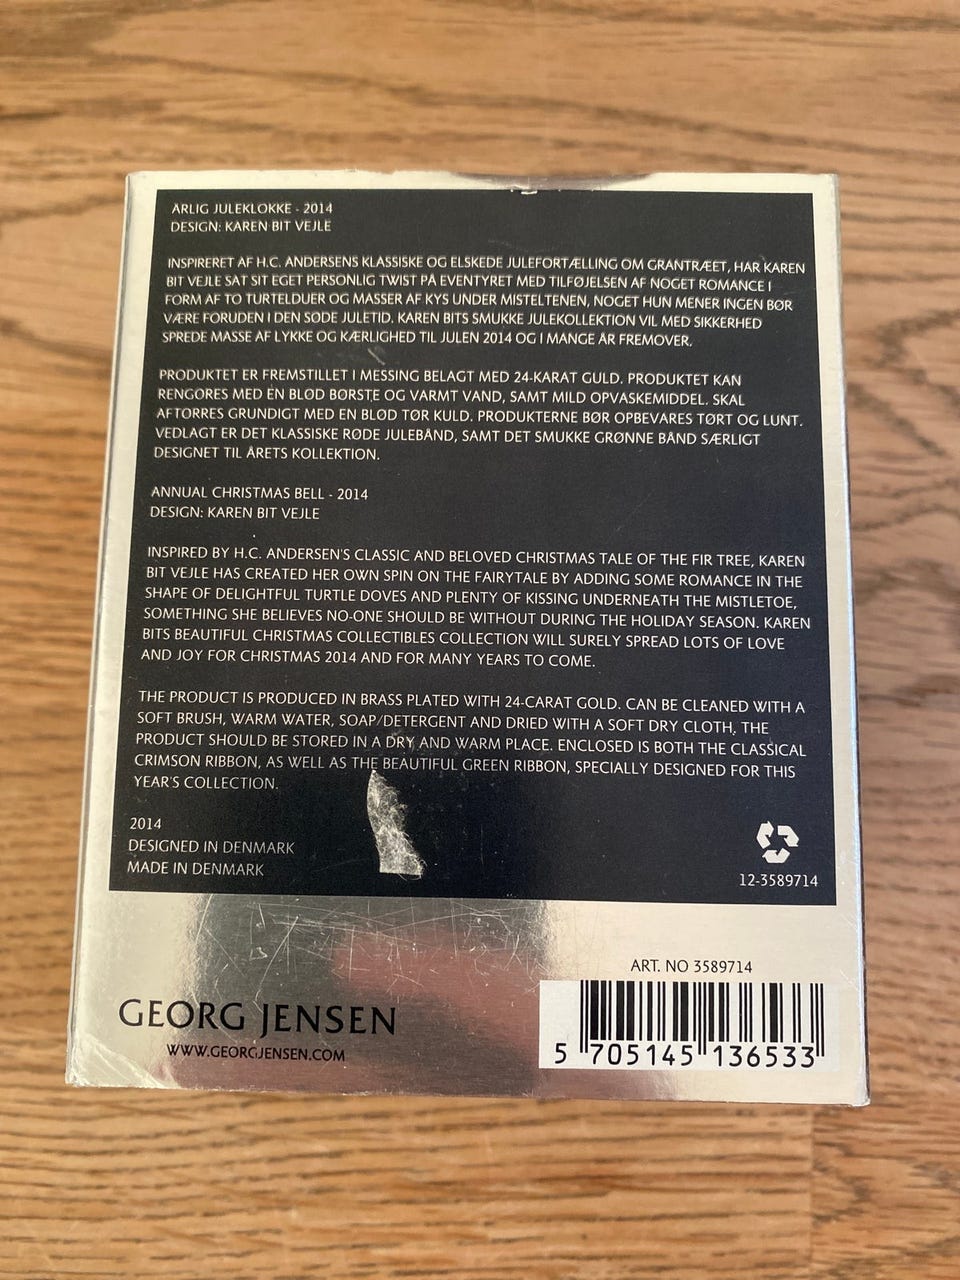 ÅRLIG JULEKLOKKE - 2014
DESIGN: KAREN BIT VEJLE
INSPIRERET AF H.C. ANDERSENS KLASSISKE OG ELSKEDE JULEFORTÆLLING OM GRANTRÆET, HAR KAREN
BIT VEJLE SAT SIT EGET PERSONLIG TWIST PÅ EVENTYRET MED TILFØJELSEN AF NOGET ROMANCE I
FORM AF TO TURTELDUER OG MASSER AF KYS UNDER MISTELTENEN, NOGET HUN MENER INGEN BØR
VÆRE FORUDEN I DEN SØDE JULETID. KAREN BITS SMUKKE JULEKOLLEKTION VIL MED SIKKERHED
SPREDE MASSE AF LYKKE OG KÆRLIGHED TIL JULEN 2014 OG I MANGE ÅR FREMOVER.
PRODUKTET ER FREMSTILLET I MESSING BELAGT MED 24-KARAT GULD. PRODUKTET KAN
RENGORES MED EN BLØD BØRSTE OG VARMT VAND, SAMT MILD OPVASKEMIDDEL. SKAL
AFTORRES GRUNDIGT MED EN BLØD TØR KULD. PRODUKTERNE BØR OPBEVARES TØRT OG LUNT.
VEDLAGT ER DET KLASSISKE RØDE JULEBÅND, SAMT DET SMUKKE GRØNNE BÅND SÆRLIGT
DESIGNET TIL ÅRETS KOLLEKTION.
ANNUAL CHRISTMAS BELL - 2014
DESIGN: KAREN BIT VEJLE
INSPIRED BY H.C. ANDERSEN'S CLASSIC AND BELOVED CHRISTMAS TALE OF THE FIR TREE, KAREN
BIT VEJLE HAS CREATED HER OWN SPIN ON THE FAIRYTALE BY ADDING SOME ROMANCE IN THE
SHAPE OF DELIGHTFUL TURTLE DOVES AND PLENTY OF KISSING UNDERNEATH THE MISTLETOE,
SOMETHING SHE BELIEVES NO-ONE SHOULD BE WITHOUT DURING THE HOLIDAY SEASON. KAREN
BITS BEAUTIFUL CHRISTMAS COLLECTIBLES COLLECTION WILL SURELY SPREAD LOTS OF LOVE
AND JOY FOR CHRISTMAS 2014 AND FOR MANY YEARS TO COME.
THE PRODUCT IS PRODUCED IN BRASS PLATED WITH 24-CARAT GOLD. CAN BE CLEANED WITH A
SOFT BRUSH, WARM WATER, SOAP/DETERGENT AND DRIED WITH A SOFT DRY CLOTH. THE
PRODUCT SHOULD BE STORED IN A DRY AND WARM PLACE. ENCLOSED IS BOTH THE CLASSICAL
CRIMSON RIBBON, AS WELL AS THE BEAUTIFUL GREEN RIBBON, SPECIALLY DESIGNED FOR THIS
YEAR'S COLLECTION.
2014
DESIGNED IN DENMARK
MADE IN DENMARK
12-3589714
ART. NO 3589714
GEORG JENSEN
WWW.GEORGJENSEN.COM
5 705145 136533